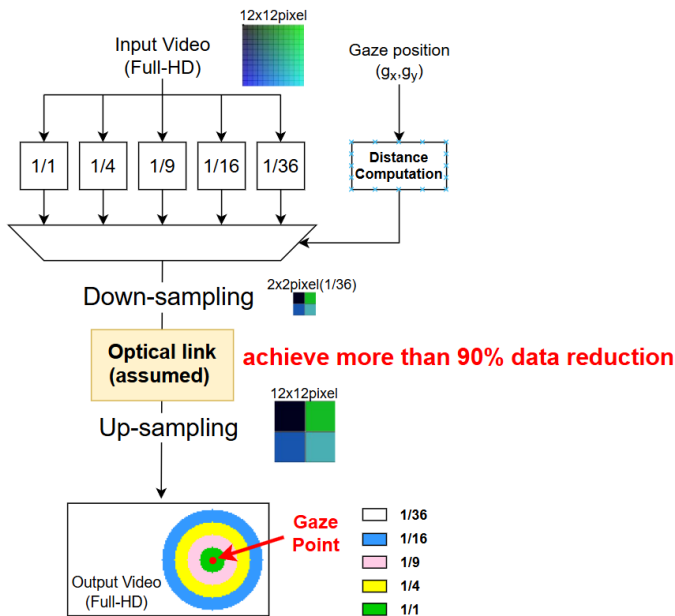 12x12pixel
Input Video
(Full-HD)
Gaze position
(gx,gy)
1/1
1/4
1/9
1/16
1/36
Distance
Computation
Down-sampling
2x2pixel(1/36)
Optical link
(assumed)
achieve more than 90% data reduction
12x12pixel
Up-sampling
Gaze
Point
Output Video
(Full-HD)
1/36
1/16
1/9
1/4
1/1